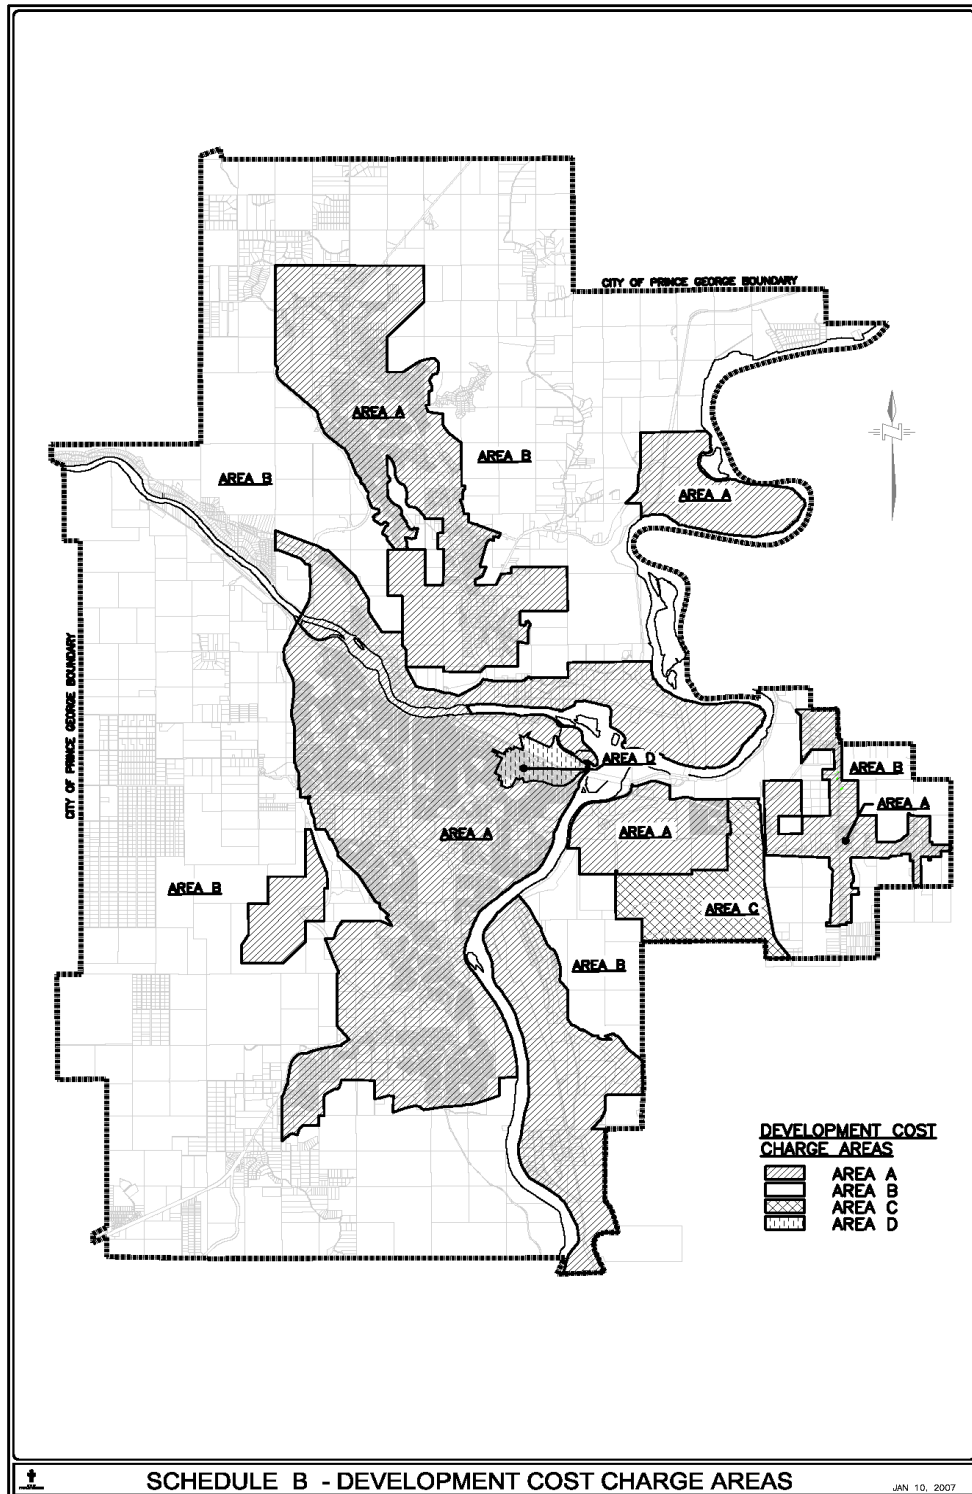 CITY OF PRINCE GEORGE BOUNDARY
AREA A
AREA B
AREA B
AREA A
CITY OF PRINCE GEORGE BOUNDARY
AREA D
AREA B
AREA A
AREA A
AREA A
AREA B
AREA C
AREA B
DEVELOPMENT COST
CHARGE AREAS
AREA A
AREA B
AREA C
AREA D
SCHEDULE B - DEVELOPMENT COST CHARGE AREAS
JAN 10, 2007